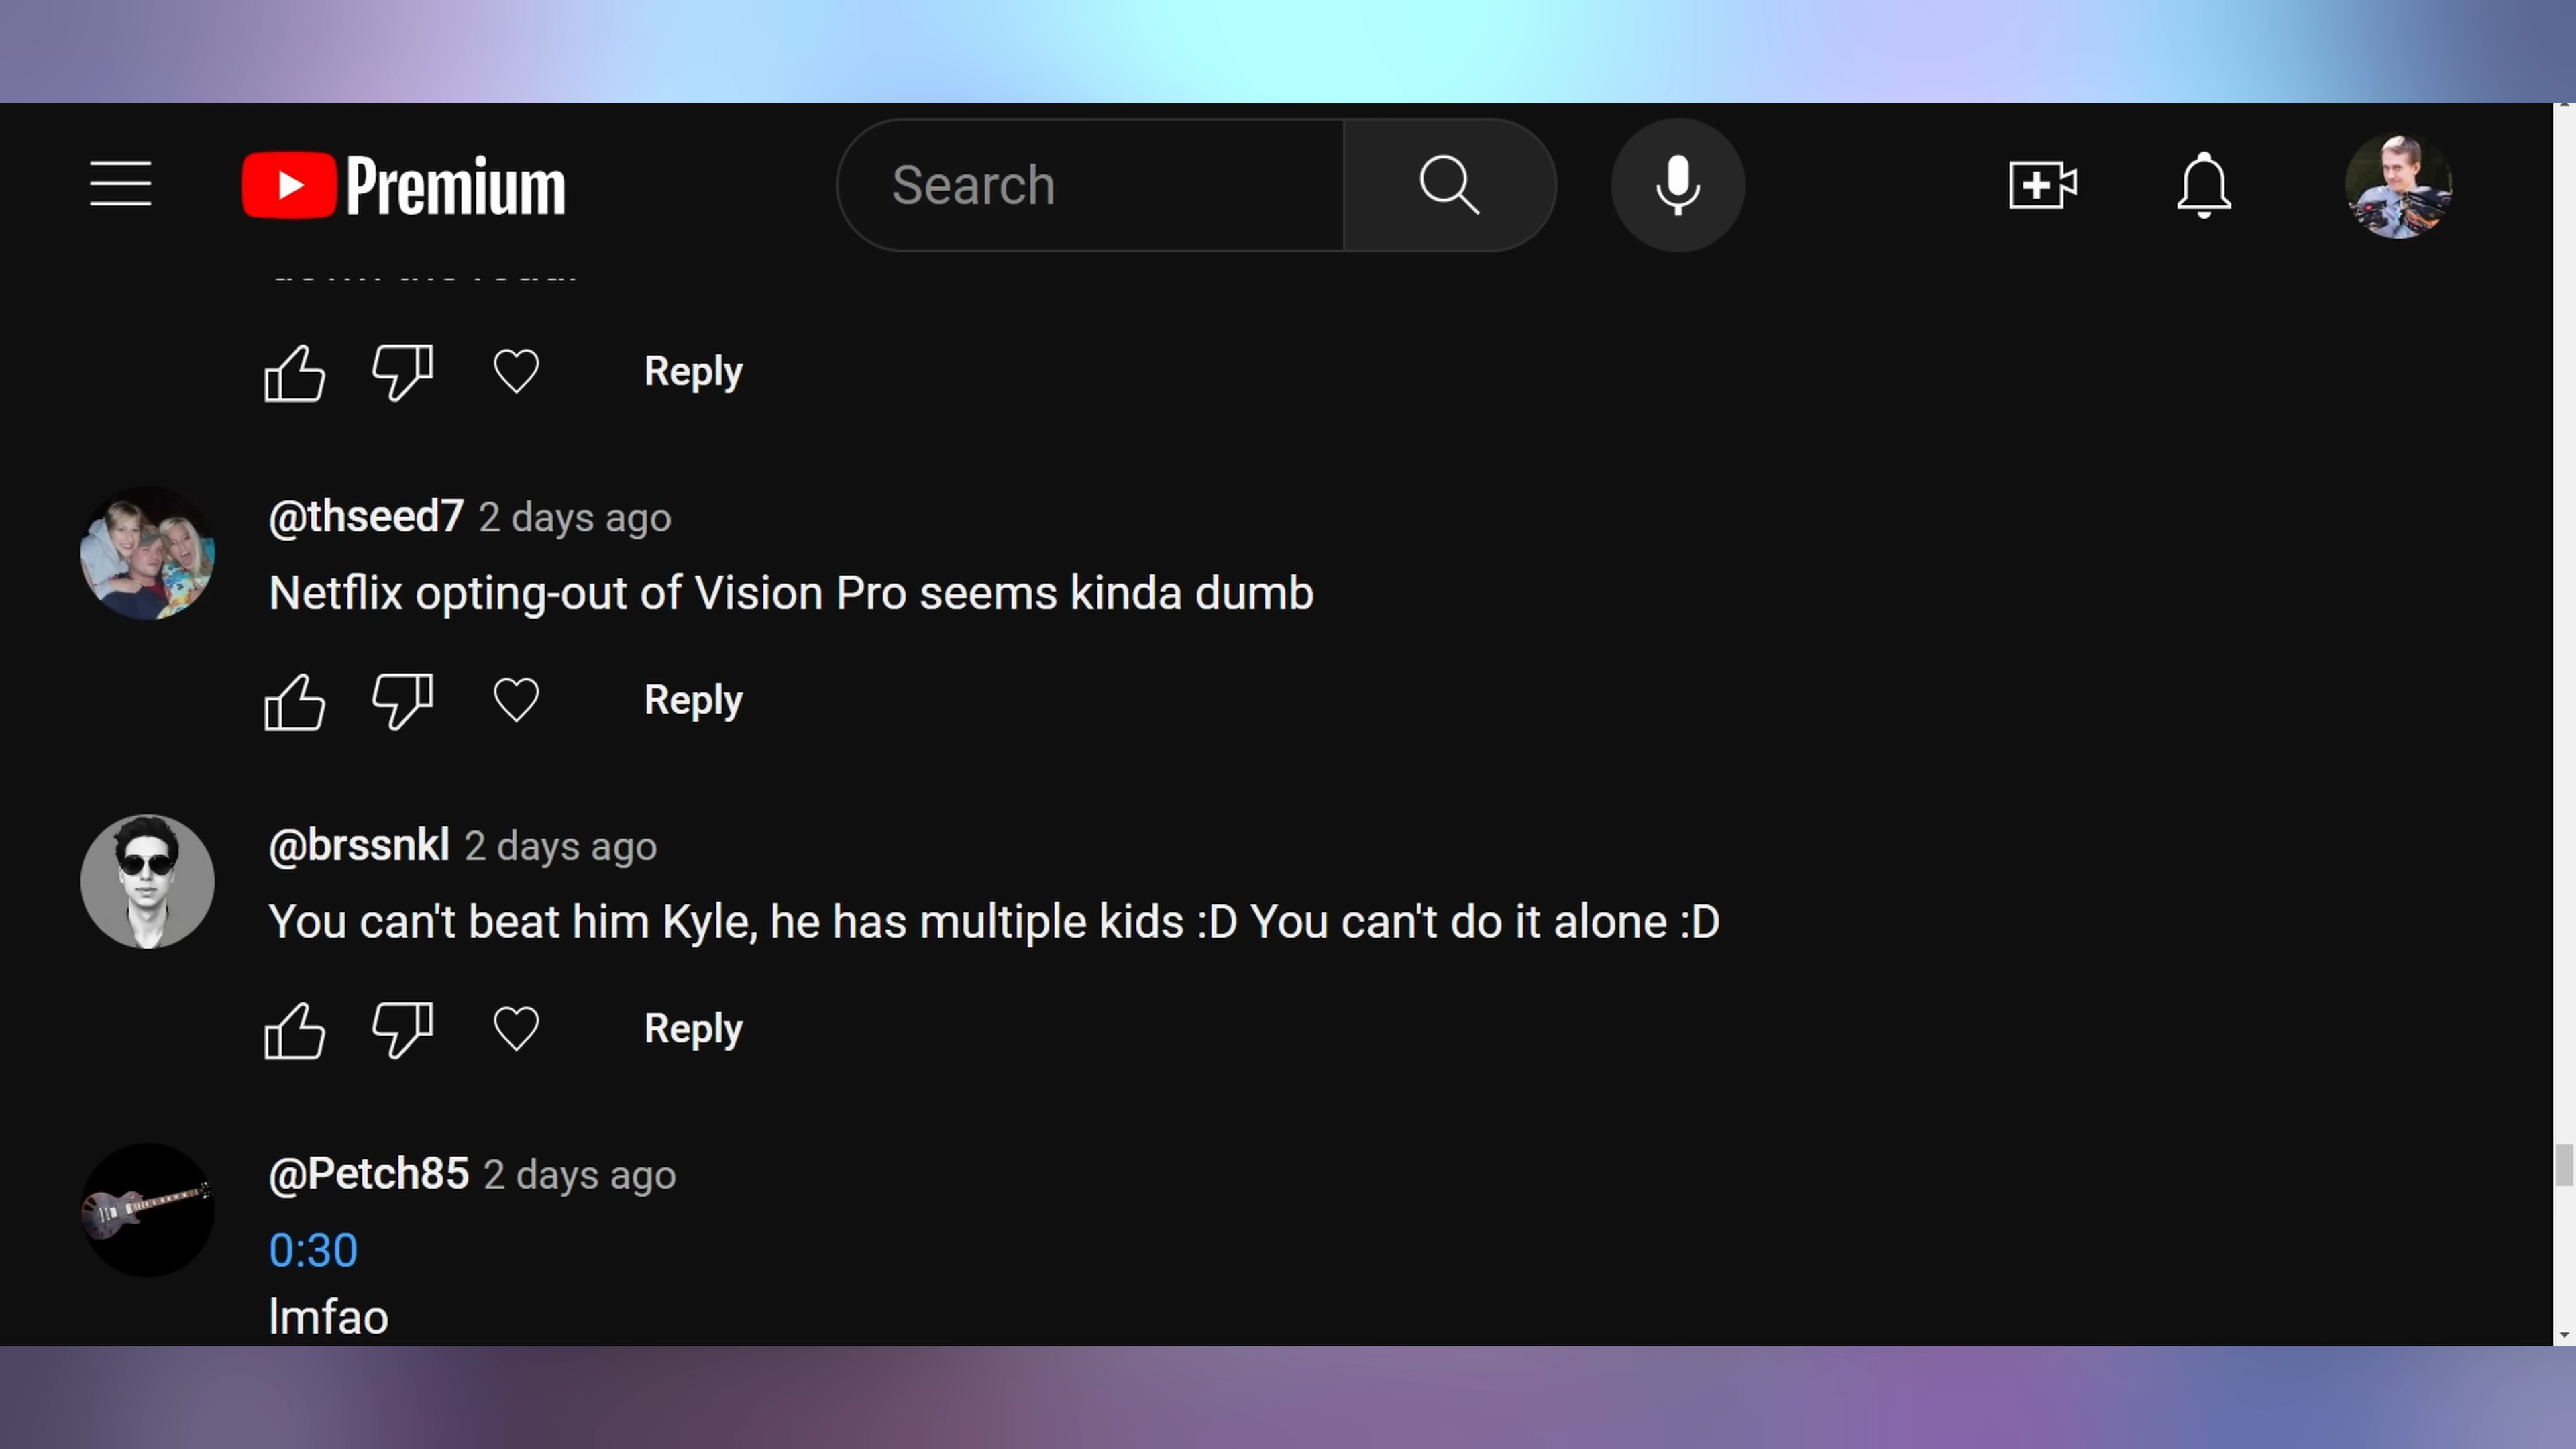 Premium
Search
Reply
@thseed7 2 days ago
Netflix opting-out of Vision Pro seems kinda dumb
Reply
@brssnkl 2 days ago
You can't beat him Kyle, he has multiple kids :D You can't do it alone :D
Reply
@Petch85 2 days ago
0:30
lmfao